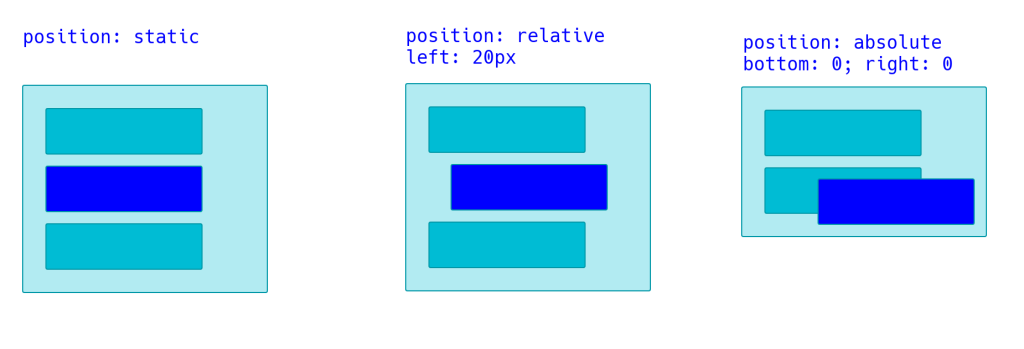 position: static
position: relative
left: 20px
position: absolute
bottom: 0; right: 0